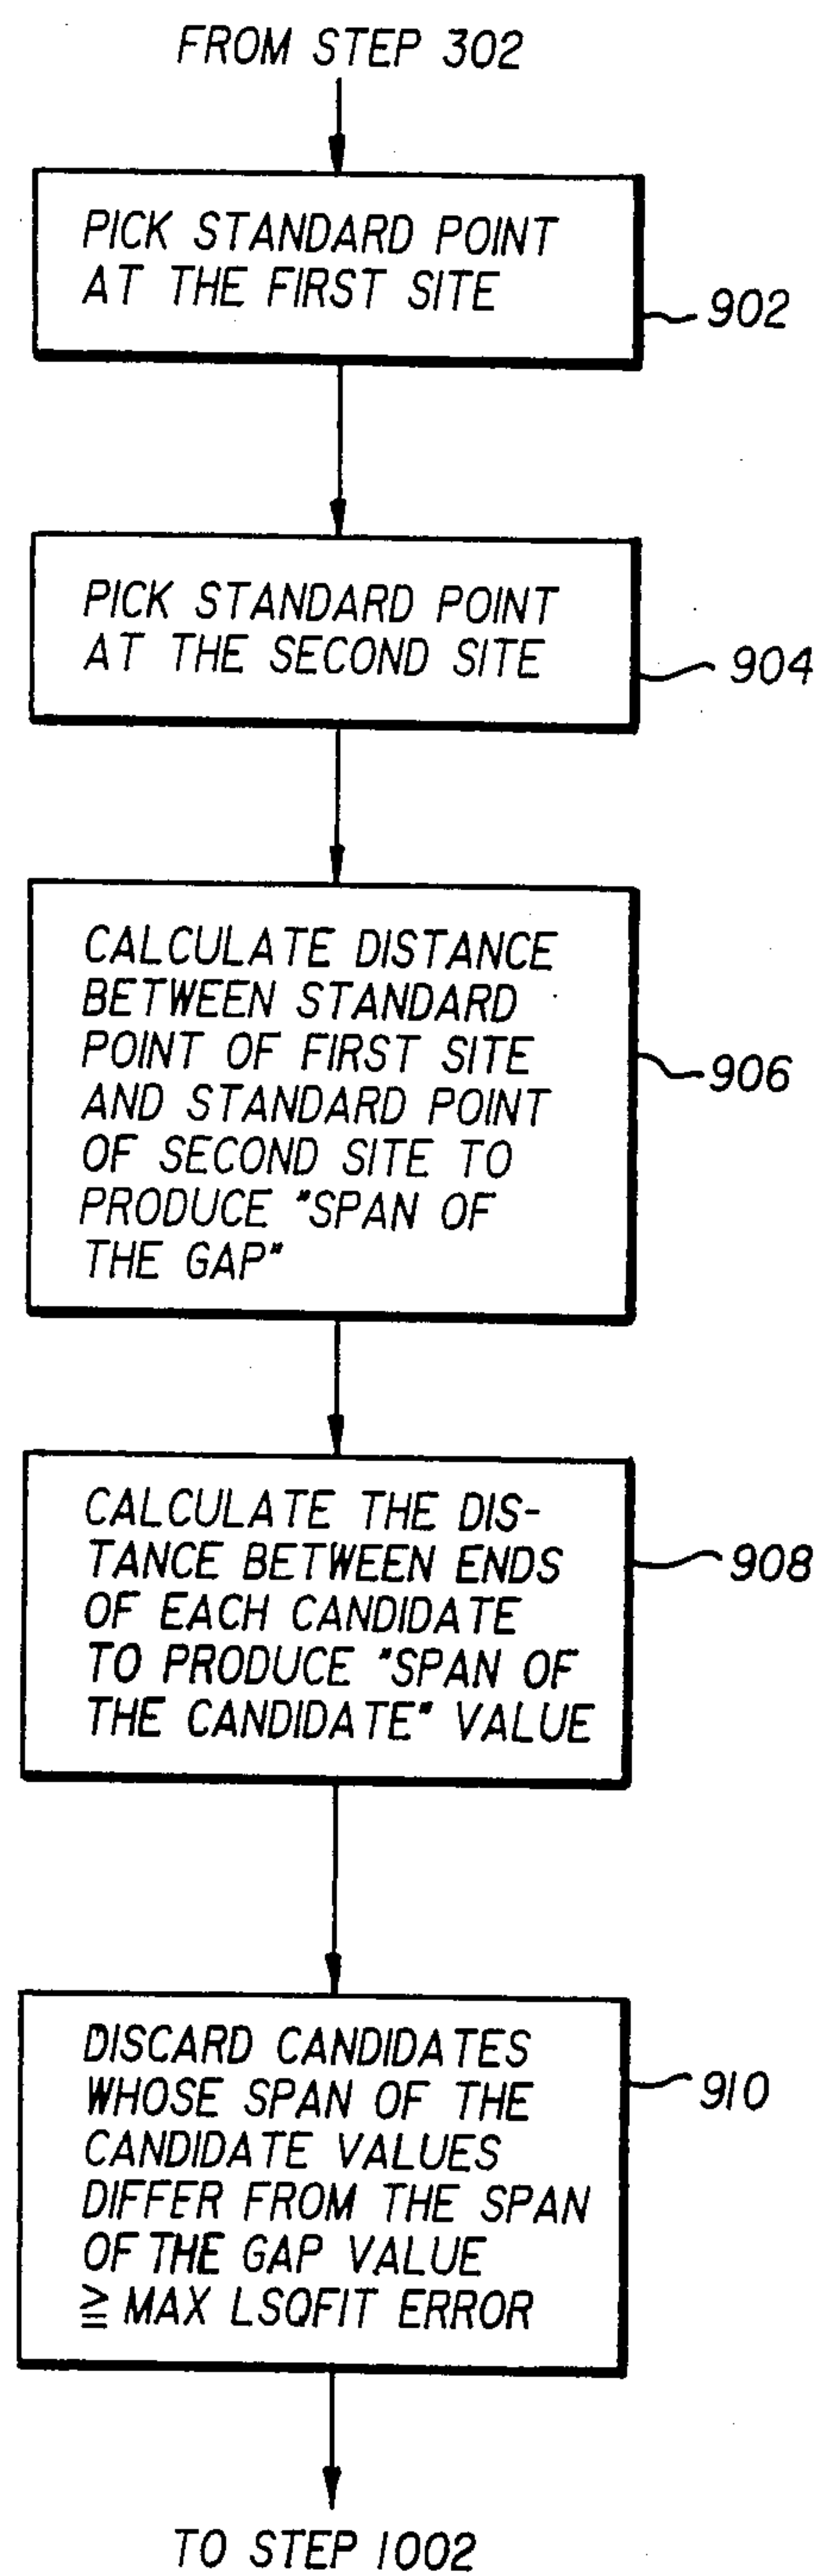 FROM STEP 302
PICK STANDARD POINT
AT THE FIRST SITE
902
PICK STANDARD POINT
AT THE SECOND SITE
904
CALCULATE DISTANCE
BETWEEN STANDARD
POINT OF FIRST SITE
AND STANDARD POINT
OF SECOND SITE TO
PRODUCE "SPAN OF
THE GAP"
906
CALCULATE THE DIS-
TANCE BETWEEN ENDS
OF EACH CANDIDATE
TO PRODUCE "SPAN OF
THE CANDIDATE" VALUE
908
DISCARD CANDIDATES
WHOSE SPAN OF THE
CANDIDATE VALUES
DIFFER FROM THE SPAN
OF THE GAP VALUE
≧ MAX LSQFIT ERROR
910
TO STEP 1002